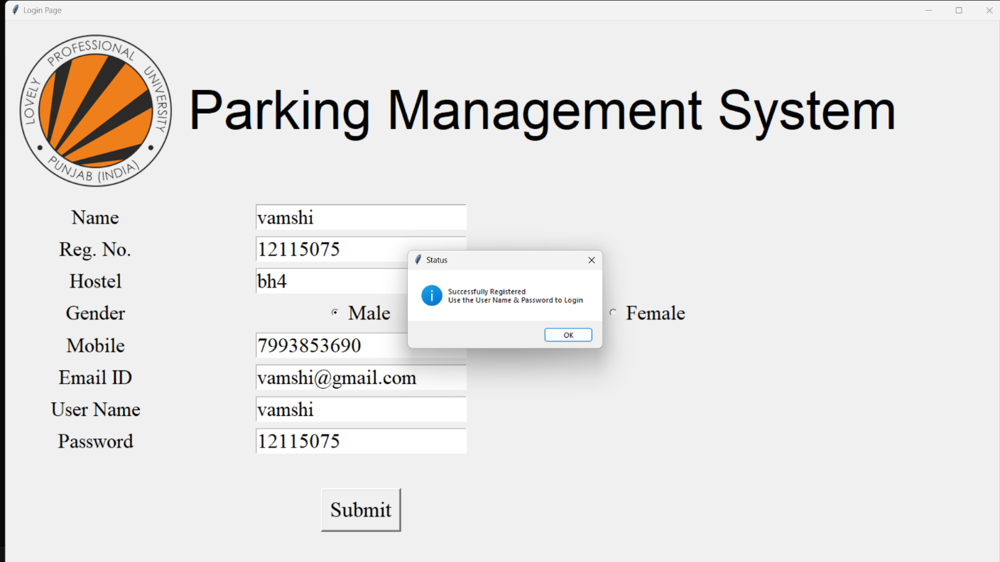 Login Page
LOVELY PROFESSIONAL UNIVERSITY
PUNJAB (INDIA)
Parking Management System
Name vamshi
Reg. No. 12115075
Hostel bh4
Gender Male Female
Mobile 7993853690
Email ID vamshi@gmail.com
User Name vamshi
Password 12115075
Submit
Status
Successfully Registered
Use the User Name & Password to Login
OK